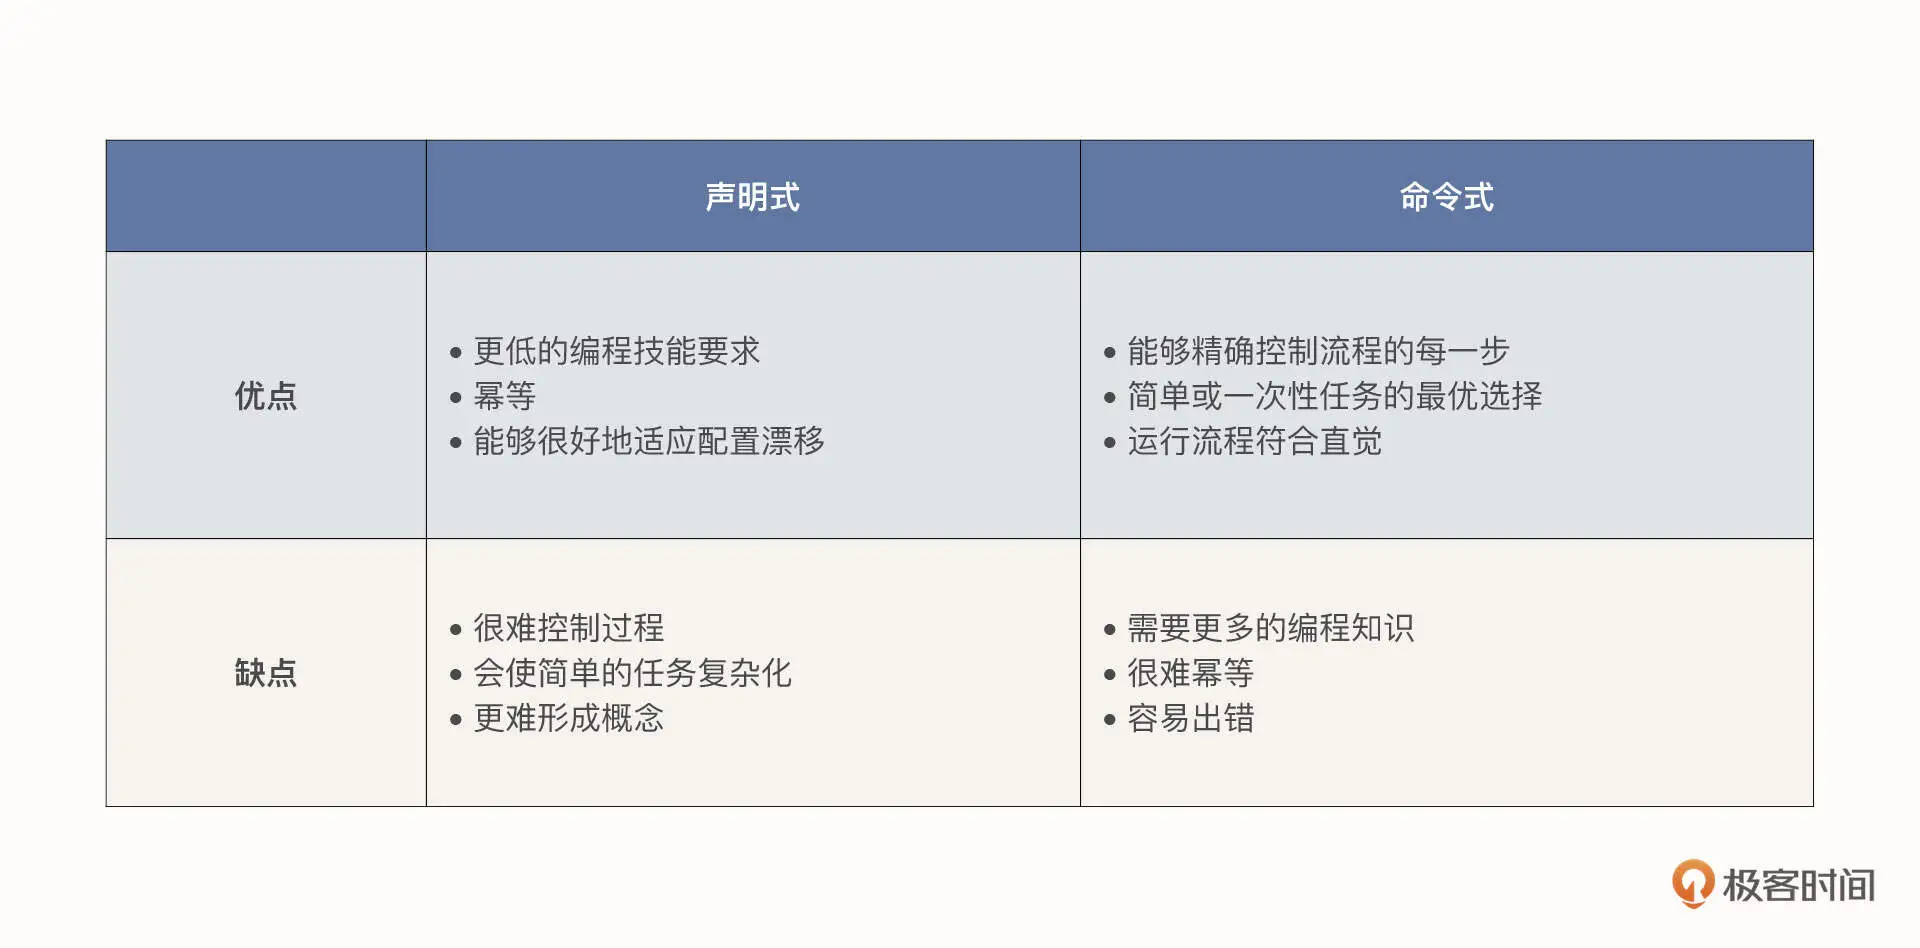 声明式
命令式
优点
• 更低的编程技能要求
• 幂等
• 能够很好地适应配置漂移
• 能够精确控制流程的每一步
• 简单或一次性任务的最优选择
• 运行流程符合直觉
缺点
• 很难控制过程
• 会使简单的任务复杂化
• 更难形成概念
• 需要更多的编程知识
• 很难幂等
• 容易出错
极客时间